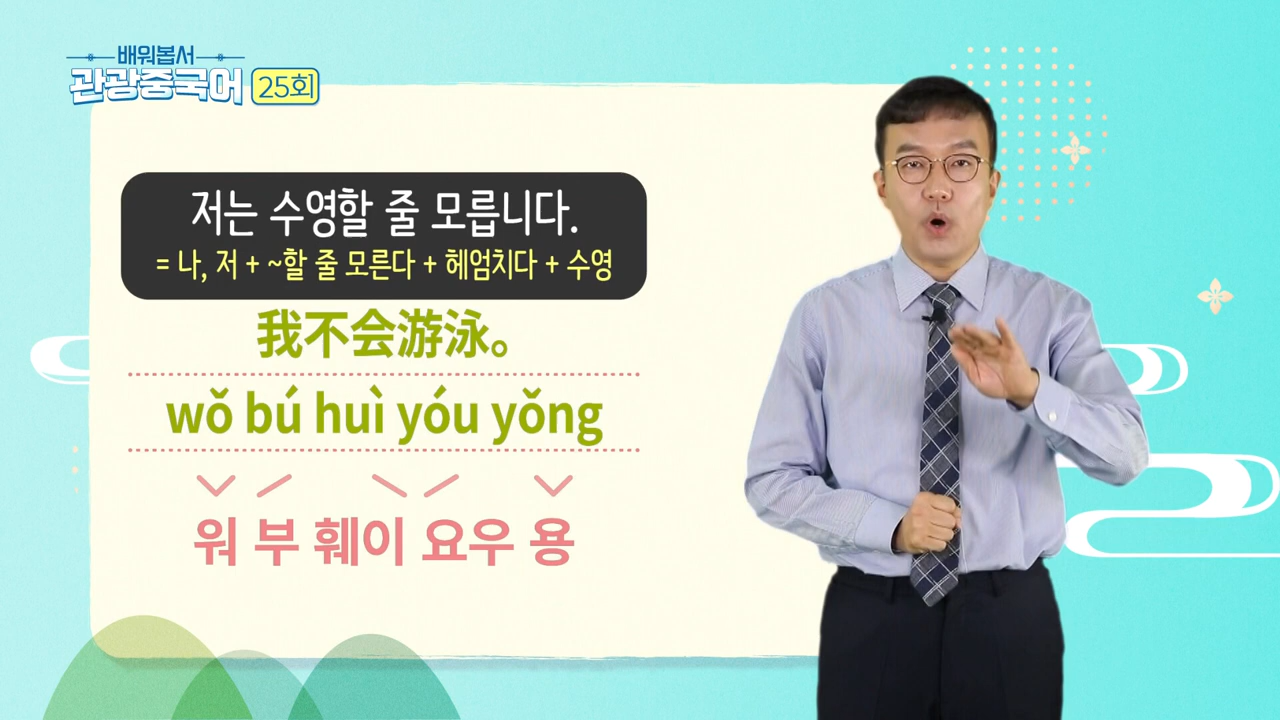 배워봅서
관광중국어 25회
저는 수영할 줄 모릅니다.
= 나, 저 + ~할 줄 모른다 + 헤엄치다 + 수영
我不会游泳。
wǒ bú huì yóu yǒng
워 부 훼이 요우 용